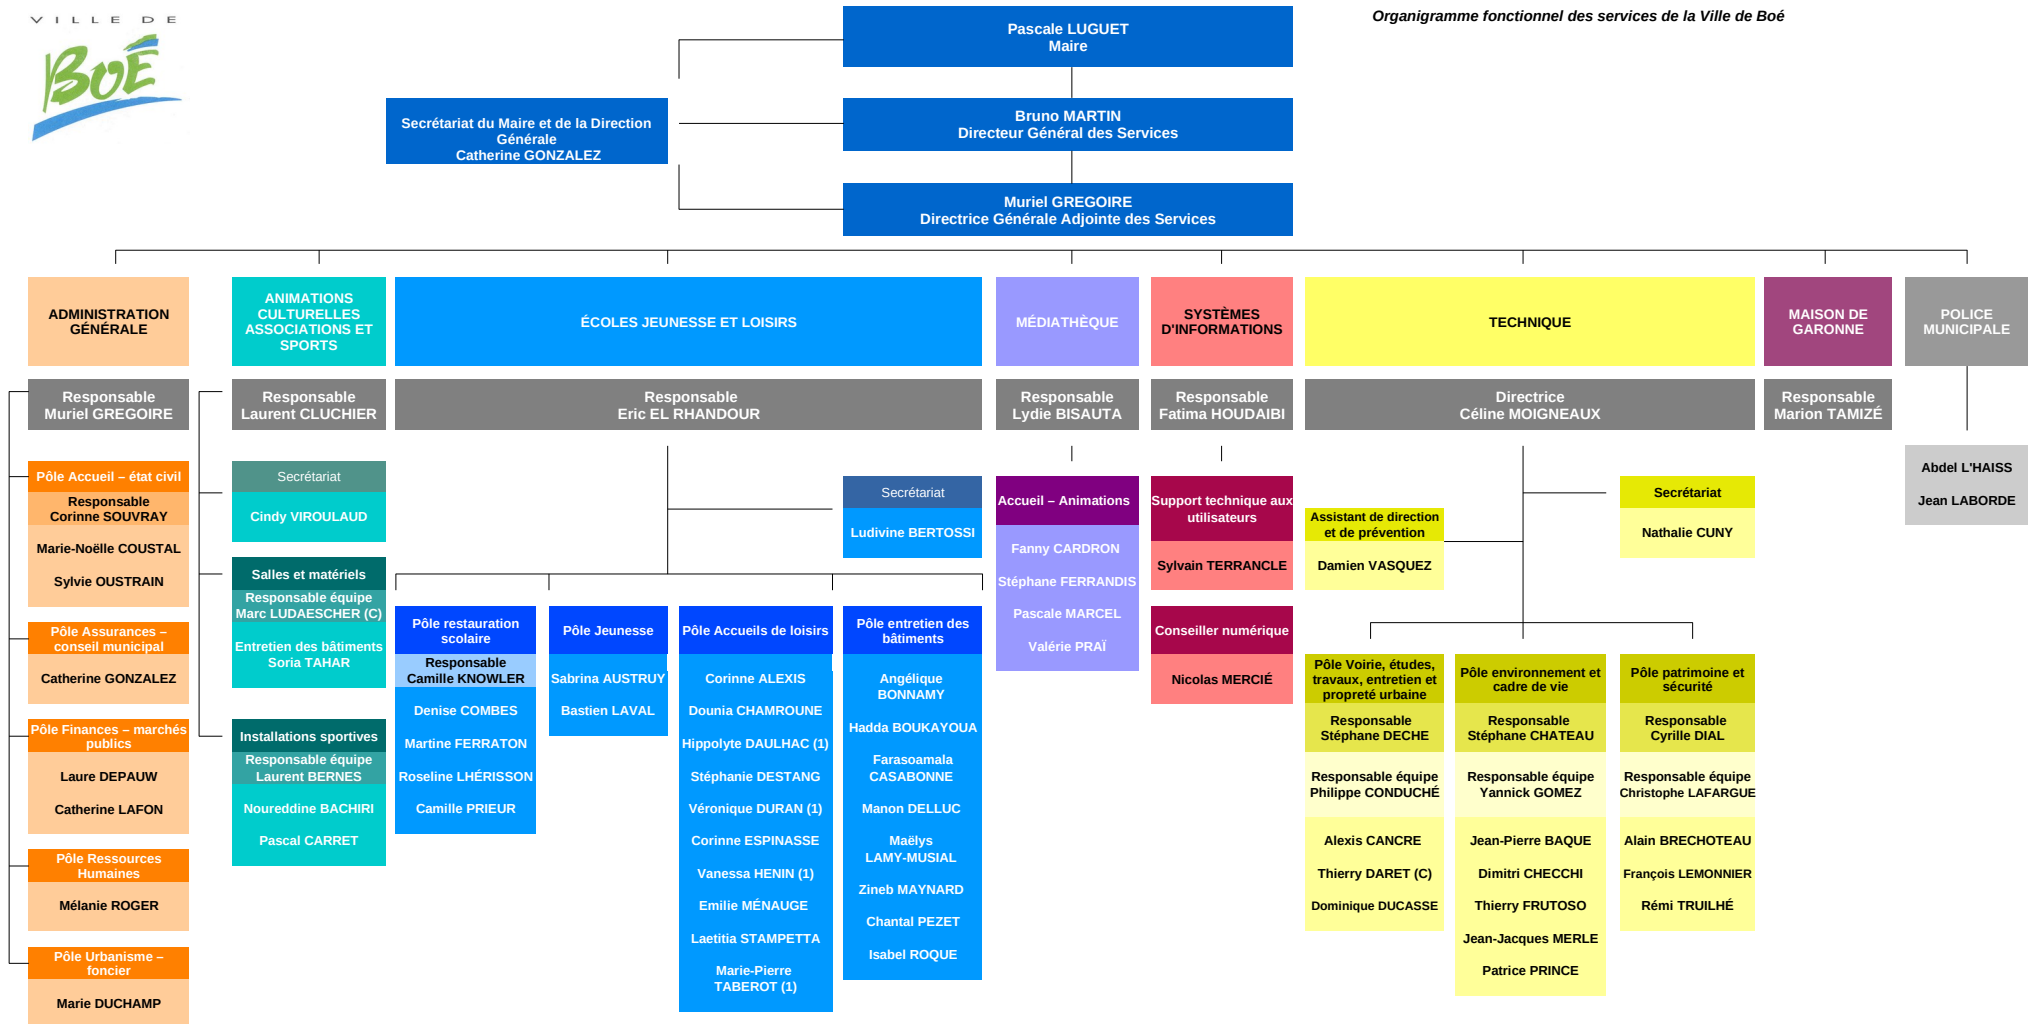 VILLE DE
BOÉ
Organigramme fonctionnel des services de la Ville de Boé
Pascale LUGUET
Maire
Secrétariat du Maire et de la Direction
Générale
Catherine GONZALEZ
Bruno MARTIN
Directeur Général des Services
Muriel GREGOIRE
Directrice Générale Adjointe des Services
ADMINISTRATION
GÉNÉRALE
Responsable
Muriel GREGOIRE
Pôle Accueil – état civil
Responsable
Corinne SOUVRAY
Marie-Noëlle COUSTAL
Sylvie OUSTRAIN
Pôle Assurances –
conseil municipal
Catherine GONZALEZ
Pôle Finances – marchés
publics
Laure DEPAUW
Catherine LAFON
Pôle Ressources
Humaines
Mélanie ROGER
Pôle Urbanisme –
foncier
Marie DUCHAMP
ANIMATIONS
CULTURELLES
ASSOCIATIONS ET
SPORTS
Responsable
Laurent CLUCHIER
Secrétariat
Cindy VIROULAUD
Salles et matériels
Responsable équipe
Marc LUDAESCHER (C)
Entretien des bâtiments
Soria TAHAR
Installations sportives
Responsable équipe
Laurent BERNES
Noureddine BACHIRI
Pascal CARRET
ÉCOLES JEUNESSE ET LOISIRS
Responsable
Eric EL RHANDOUR
Secrétariat
Ludivine BERTOSSI
Pôle restauration
scolaire
Responsable
Camille KNOWLER
Denise COMBES
Martine FERRATON
Roseline LHÉRISSON
Camille PRIEUR
Pôle Jeunesse
Sabrina AUSTRUY
Bastien LAVAL
Pôle Accueils de loisirs
Corinne ALEXIS
Dounia CHAMROUNE
Hippolyte DAULHAC (1)
Stéphanie DESTANG
Véronique DURAN (1)
Corinne ESPINASSE
Vanessa HENIN (1)
Emilie MÉNAUGE
Laetitia STAMPETTA
Marie-Pierre
TABEROT (1)
Pôle entretien des
bâtiments
Angélique
BONNAMY
Hadda BOUKAYOUA
Farasoamala
CASABONNE
Manon DELLUC
Maëlys
LAMY-MUSIAL
Zineb MAYNARD
Chantal PEZET
Isabel ROQUE
MÉDIATHÈQUE
Responsable
Lydie BISAUTA
Accueil – Animations
Fanny CARDRON
Stéphane FERRANDIS
Pascale MARCEL
Valérie PRAÏ
SYSTÈMES
D'INFORMATIONS
Responsable
Fatima HOUDAIBI
Support technique aux
utilisateurs
Sylvain TERRANCLE
Conseiller numérique
Nicolas MERCIÉ
TECHNIQUE
Directrice
Céline MOIGNEAUX
Secrétariat
Nathalie CUNY
Assistant de direction
et de prévention
Damien VASQUEZ
Pôle Voirie, études,
travaux, entretien et
propreté urbaine
Responsable
Stéphane DECHE
Responsable équipe
Philippe CONDUCHÉ
Alexis CANCRE
Thierry DARET (C)
Dominique DUCASSE
Pôle environnement et
cadre de vie
Responsable
Stéphane CHATEAU
Responsable équipe
Yannick GOMEZ
Jean-Pierre BAQUE
Dimitri CHECCHI
Thierry FRUTOSO
Jean-Jacques MERLE
Patrice PRINCE
Pôle patrimoine et
sécurité
Responsable
Cyrille DIAL
Responsable équipe
Christophe LAFARGUE
Alain BRECHOTEAU
François LEMONNIER
Rémi TRUILHÉ
MAISON DE
GARONNE
Responsable
Marion TAMIZÉ
POLICE
MUNICIPALE
Abdel L'HAISS
Jean LABORDE